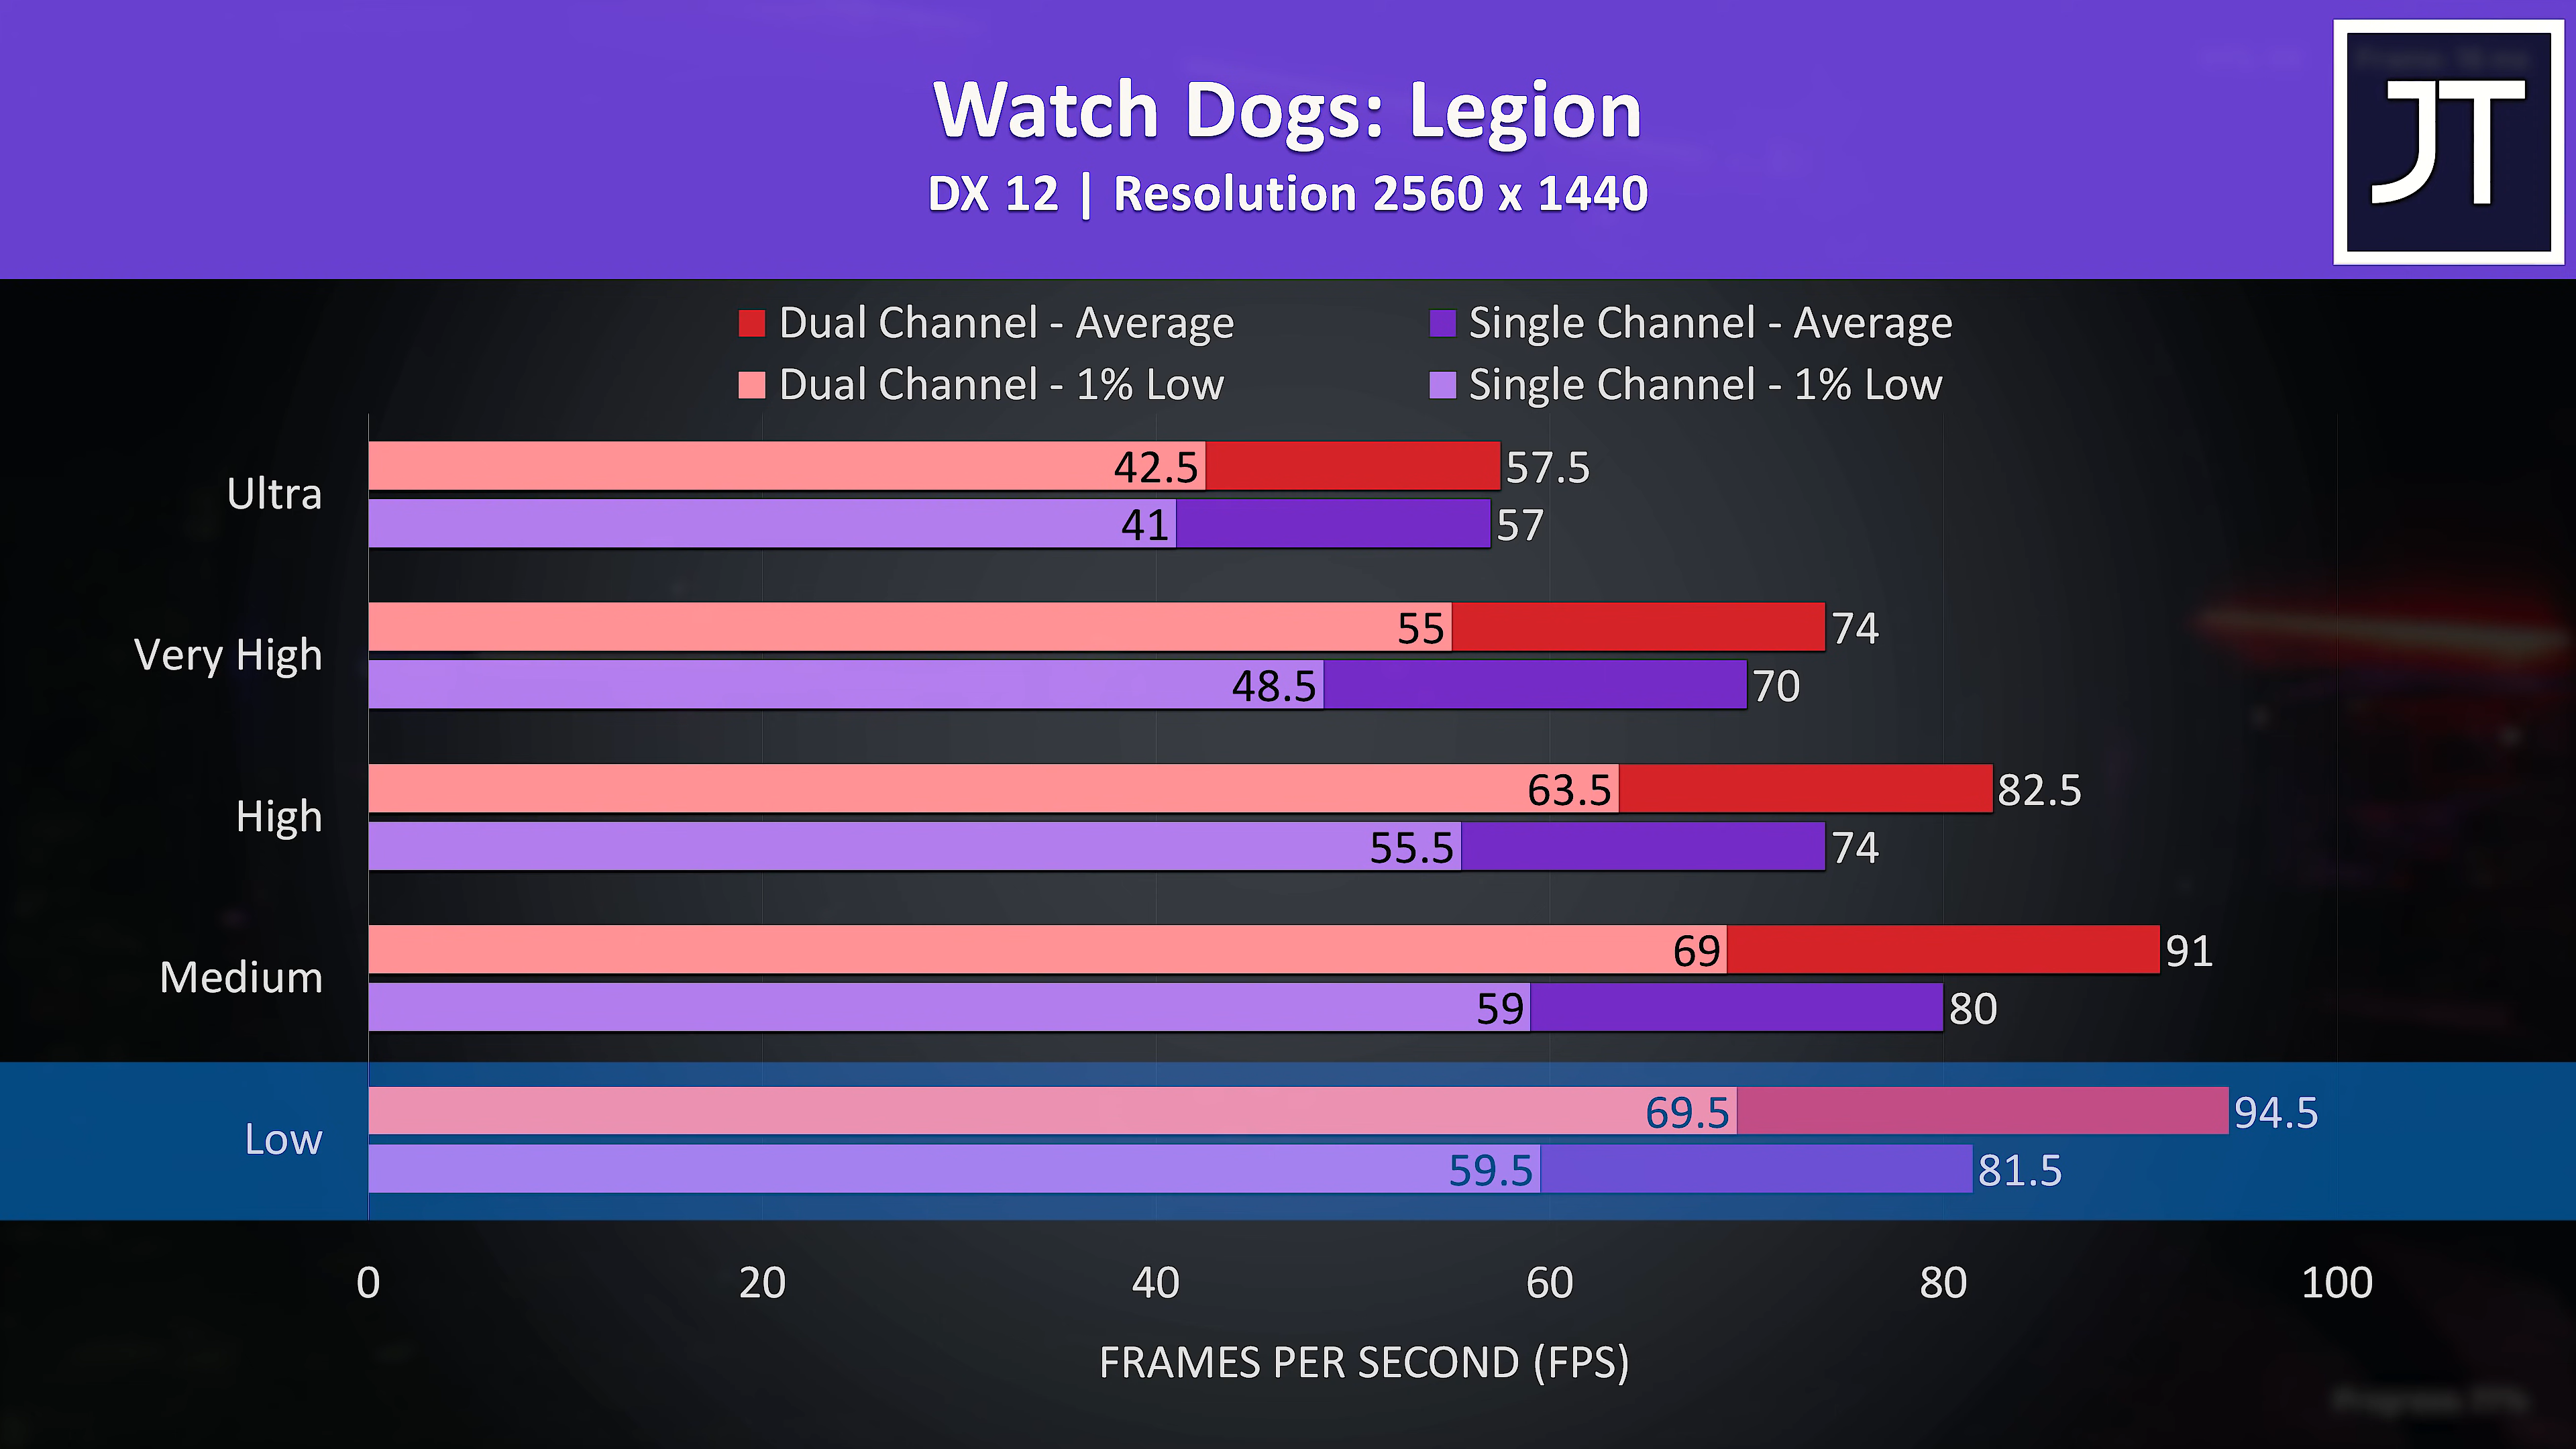 Watch Dogs: Legion
DX 12 | Resolution 2560 x 1440
JT
Dual Channel - Average
Single Channel - Average
Dual Channel - 1% Low
Single Channel - 1% Low
Ultra
42.5
57.5
41
57
Very High
55
74
48.5
70
High
63.5
82.5
55.5
74
Medium
69
91
59
80
Low
69.5
94.5
59.5
81.5
0 20 40 60 80 100
FRAMES PER SECOND (FPS)